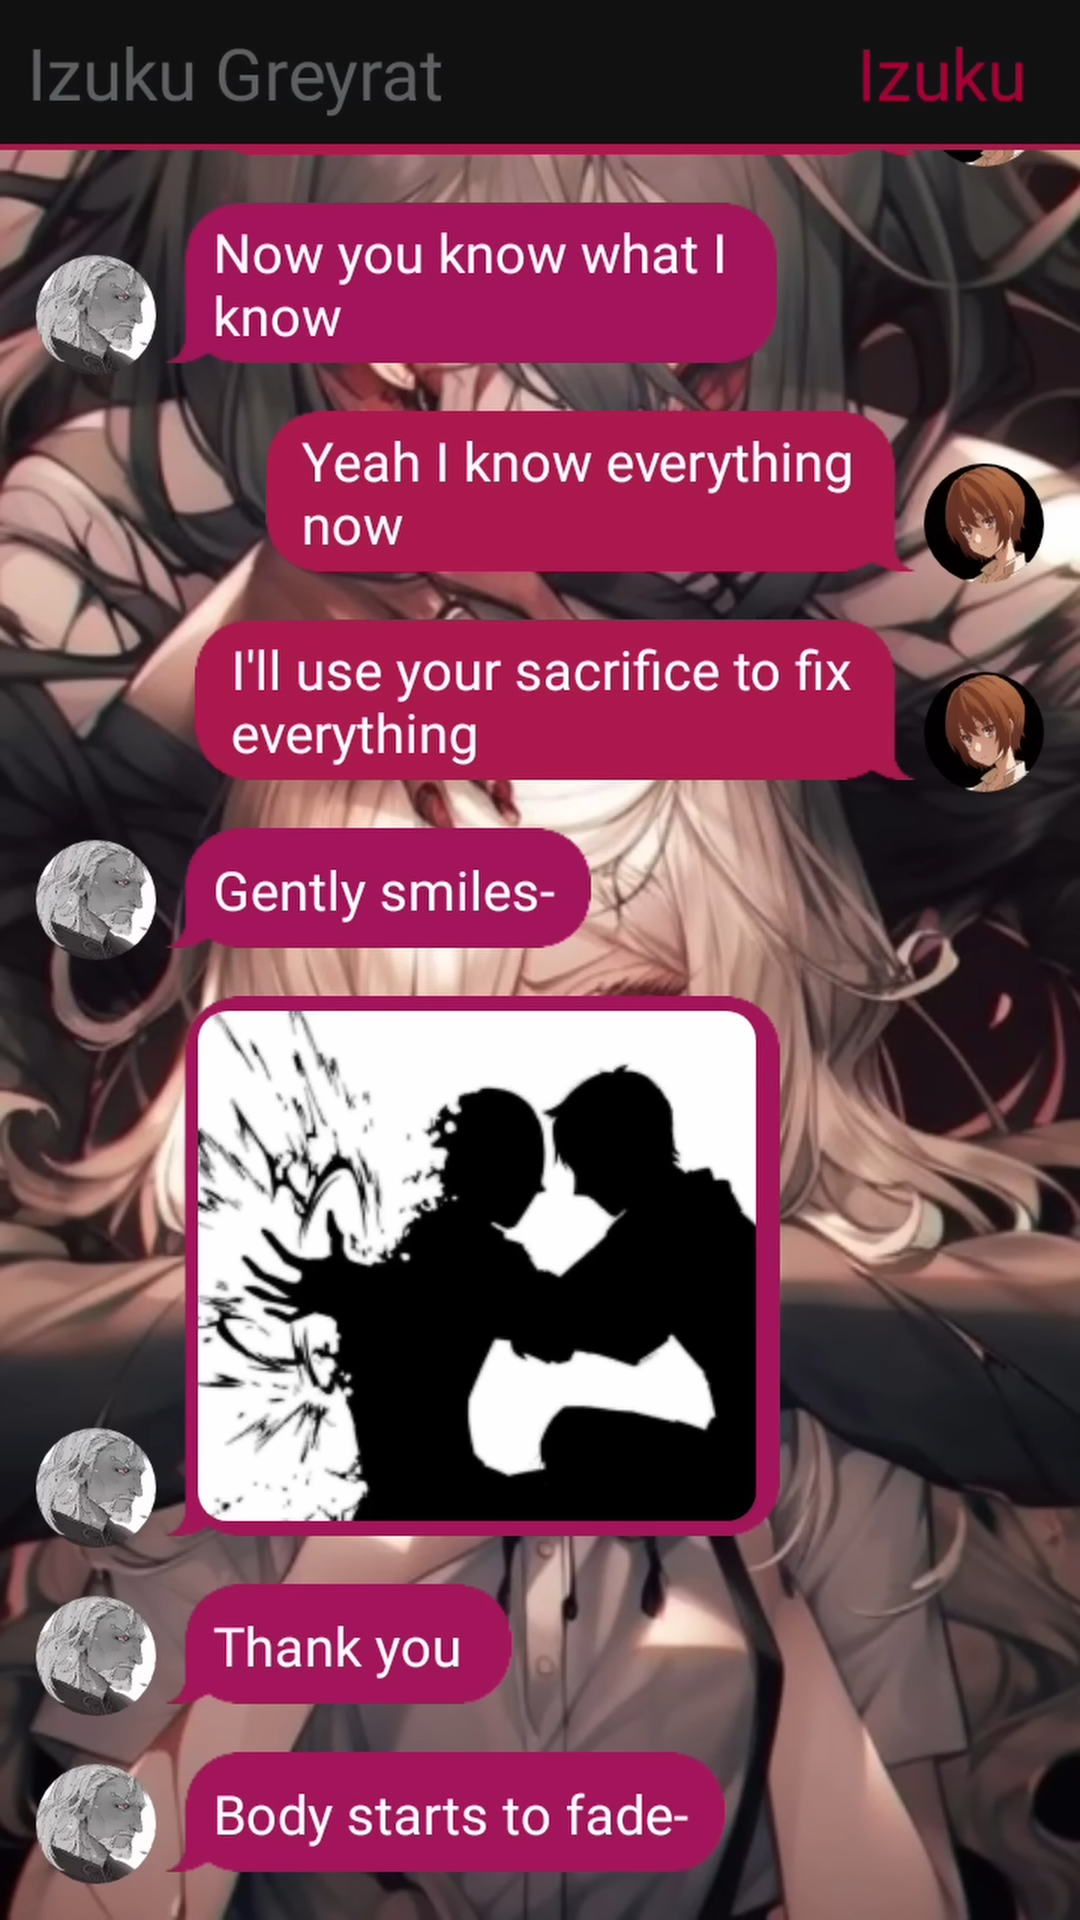 Izuku Greyrat
Izuku
Now you know what I
know
Yeah I know everything
now
I'll use your sacrifice to fix
everything
Gently smiles-
Thank you
Body starts to fade-